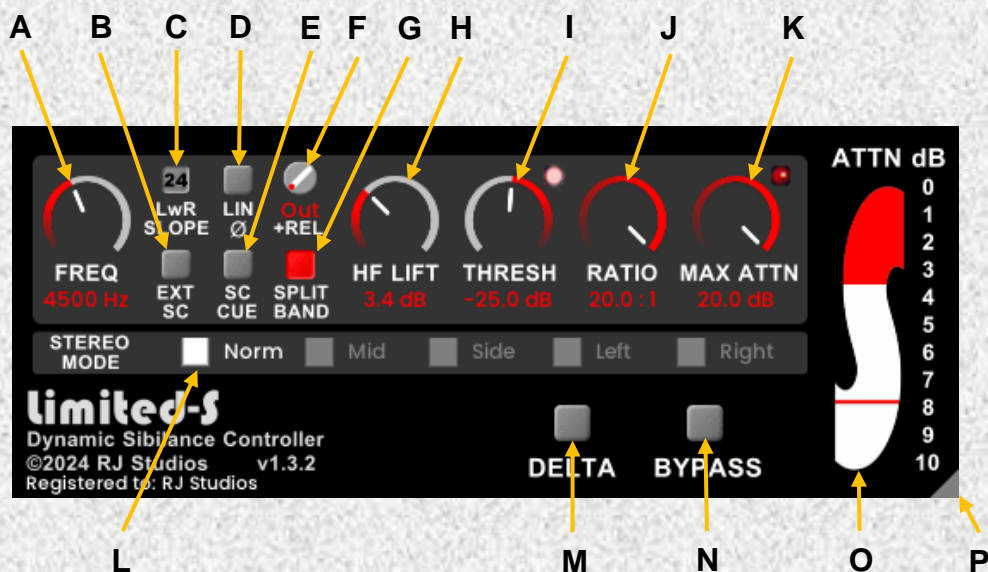 A B C D E F G H I J K
ATTN dB
24
LwR
SLOPE
LIN
Ø
Out
+REL
FREQ
4500 Hz
EXT
SC
SC
CUE
SPLIT
BAND
HF LIFT
3.4 dB
THRESH
-25.0 dB
RATIO
20.0 : 1
MAX ATTN
20.0 dB
0
1
2
3
4
5
6
7
8
9
10
STEREO
MODE
Norm
Mid
Side
Left
Right
Limited-S
Dynamic Sibilance Controller
©2024 RJ Studios v1.3.2
Registered to: RJ Studios
DELTA
BYPASS
L M N O P